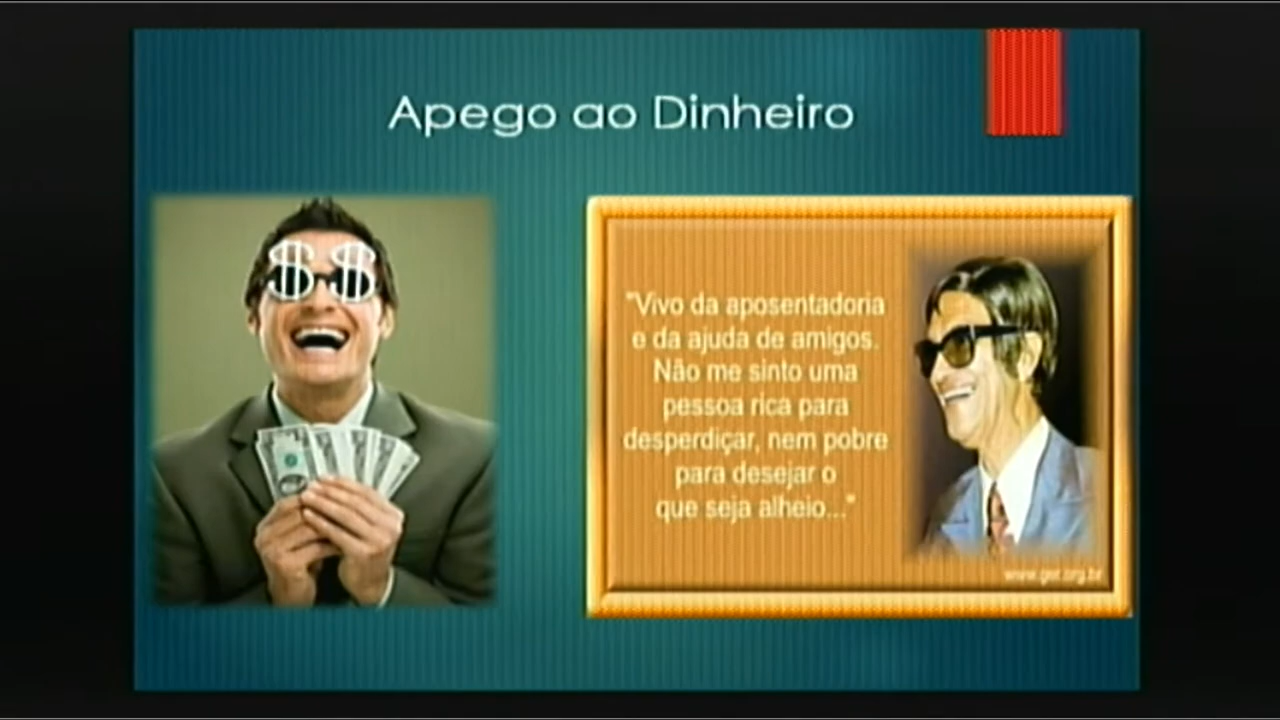 Apego ao Dinheiro
"Vivo da aposentadoria
e da ajuda de amigos.
Não me sinto uma
pessoa rica para
desperdiçar, nem pobre
para desejar o
que seja alheio..."